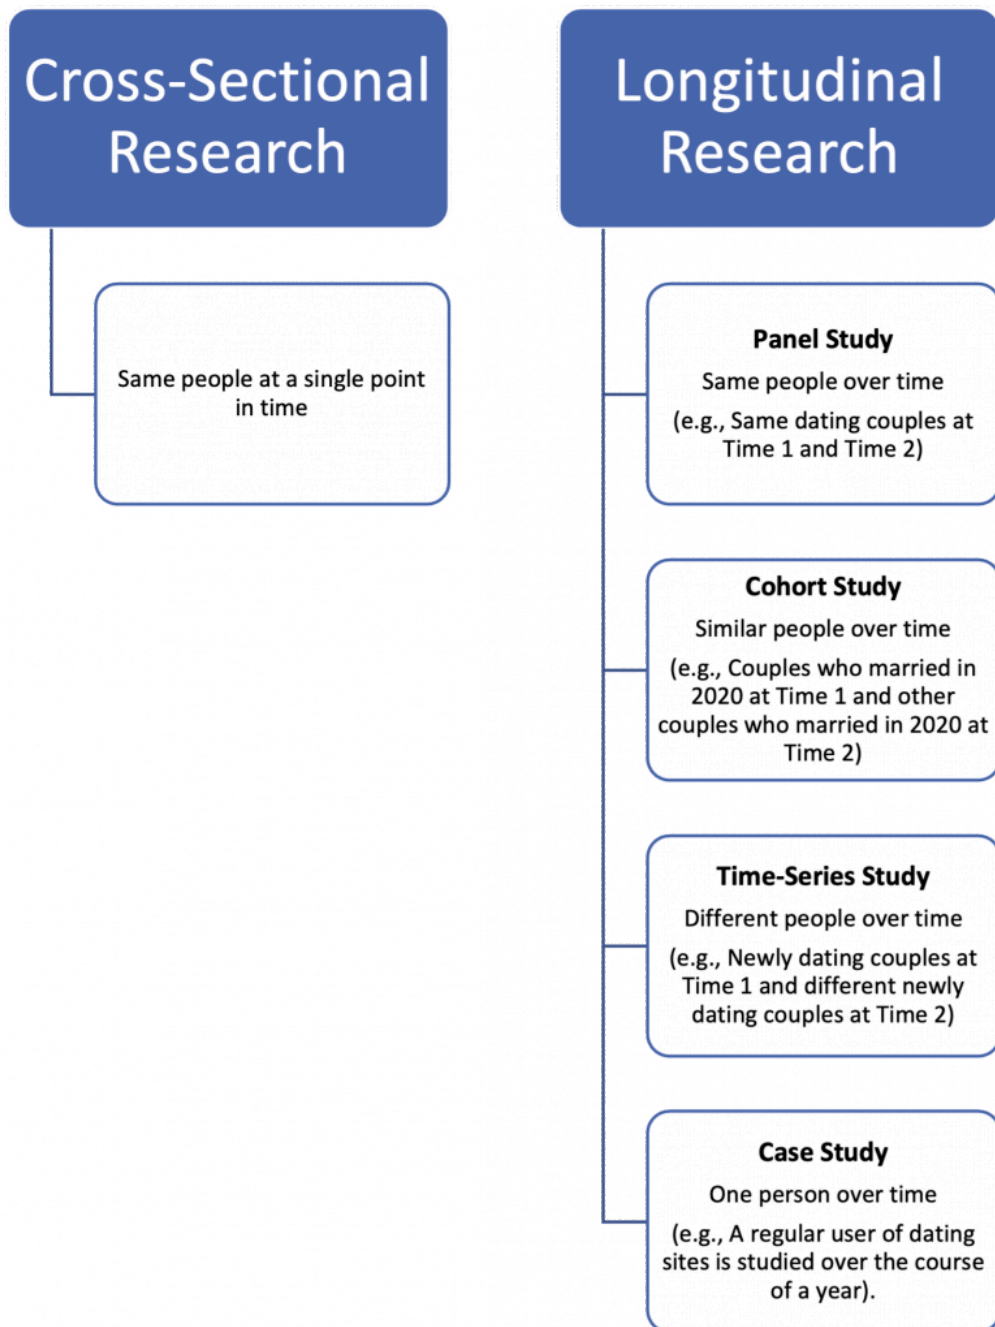 Cross-Sectional
Research
Same people at a single point
in time
Longitudinal
Research
Panel Study
Same people over time
(e.g., Same dating couples at
Time 1 and Time 2)
Cohort Study
Similar people over time
(e.g., Couples who married in
2020 at Time 1 and other
couples who married in 2020 at
Time 2)
Time-Series Study
Different people over time
(e.g., Newly dating couples at
Time 1 and different newly
dating couples at Time 2)
Case Study
One person over time
(e.g., A regular user of dating
sites is studied over the course
of a year).